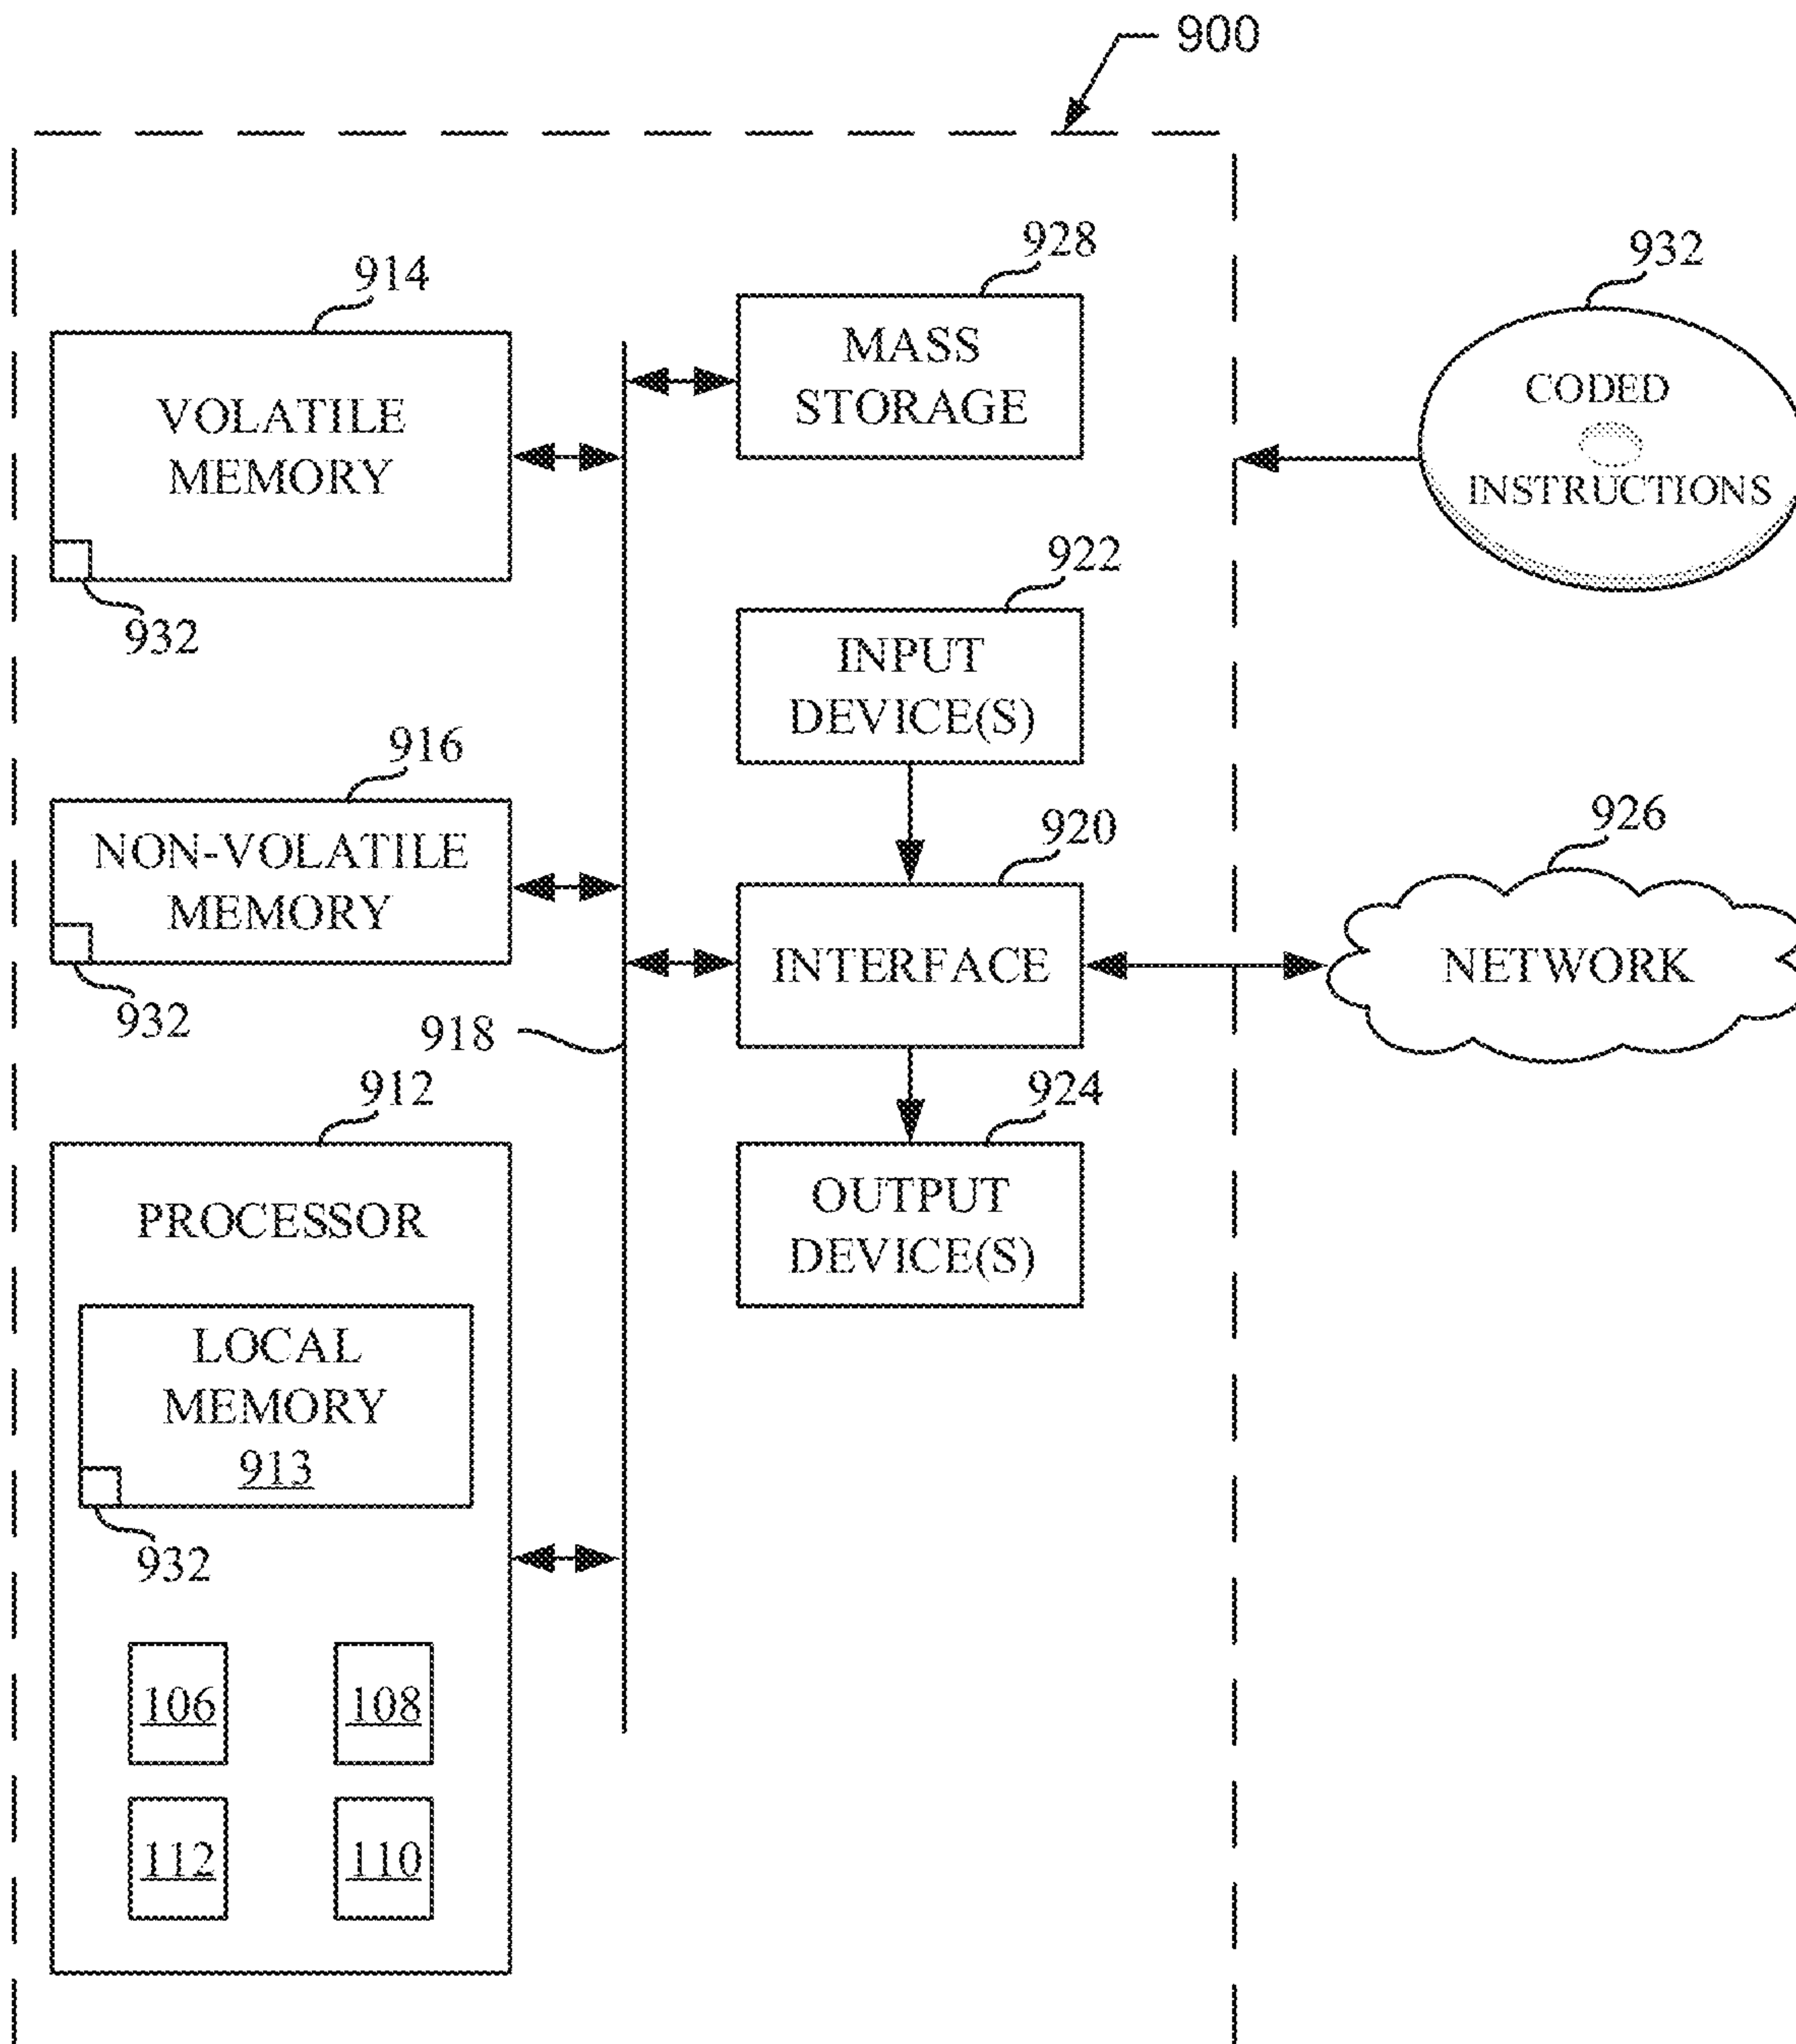 900
928
914
932
MASS
STORAGE
VOLATILE
MEMORY
CODED
INSTRUCTIONS
922
932
INPUT
DEVICE(S)
916
920
926
NON-VOLATILE
MEMORY
INTERFACE
NETWORK
932
918
912
924
PROCESSOR
OUTPUT
DEVICE(S)
LOCAL
MEMORY
913
932
106
108
112
110